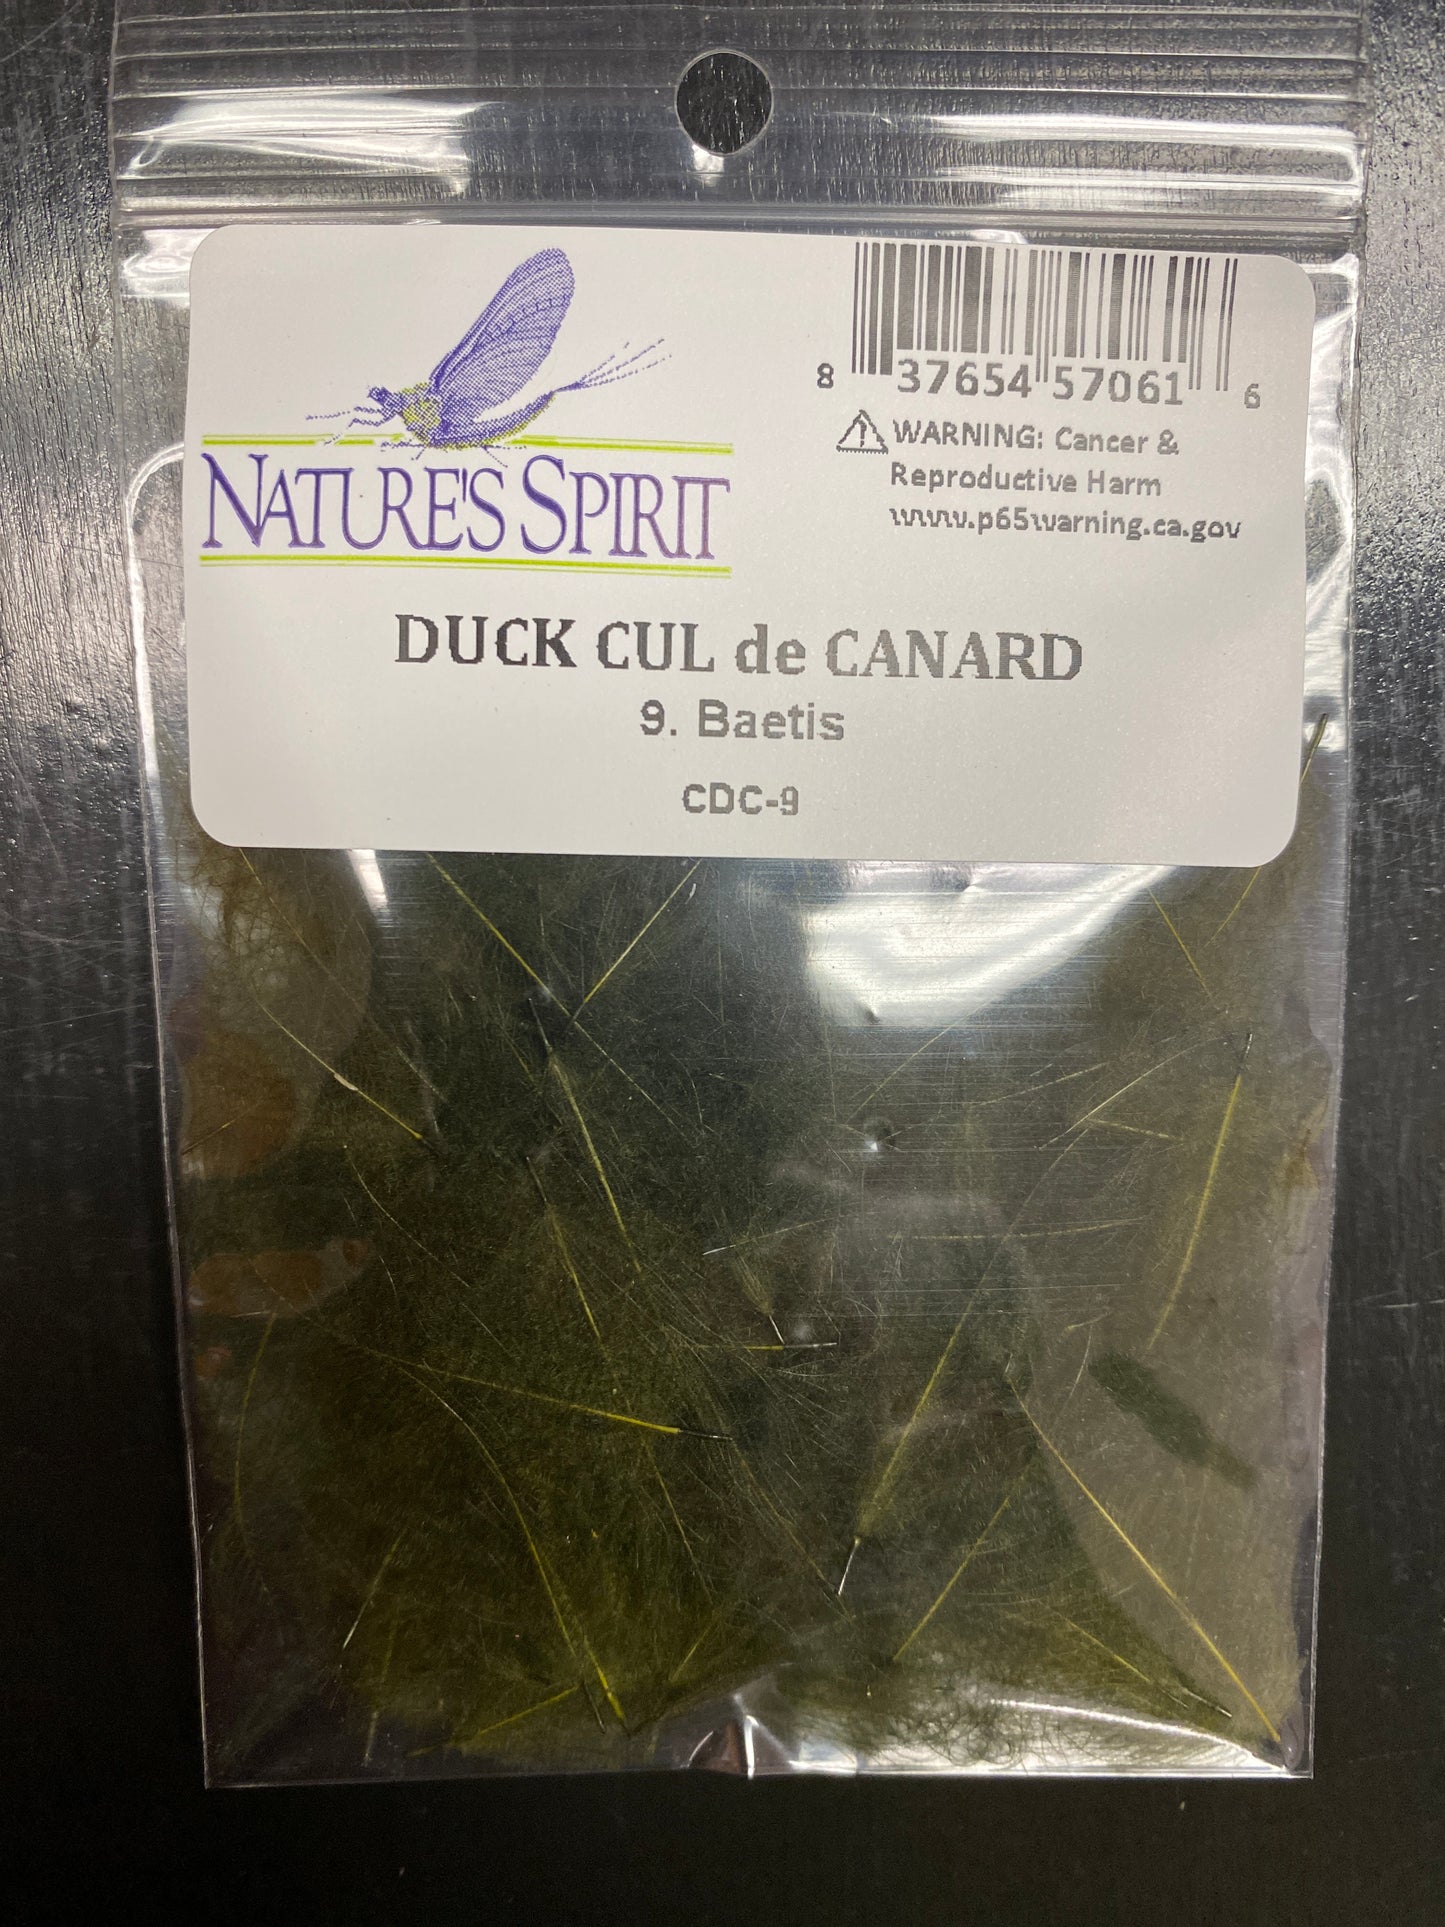 8 37654 57061 6
⚠ WARNING: Cancer &
Reproductive Harm
www.p65warning.ca.gov
NATURE'S SPIRIT
DUCK CUL de CANARD
9. Baetis
CDC-9